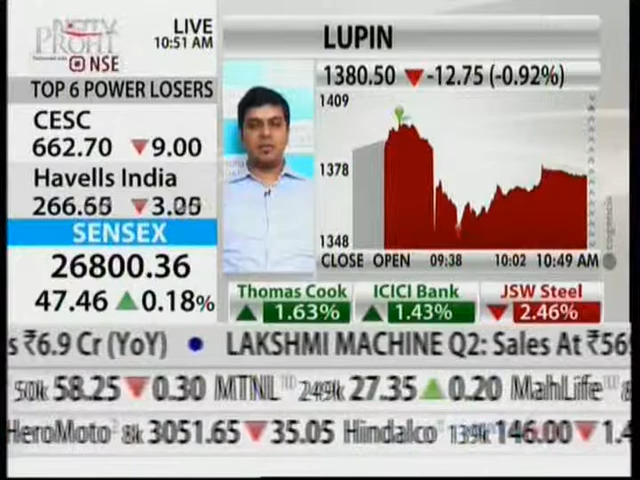 NDTV
PROFIT
NSE
LIVE
10:51 AM
TOP 6 POWER LOSERS
CESC
662.70 ▼ 9.00
Havells India
266.65 ▼
SENSEX
26800.36
47.46 ▲ 0.18%
LUPIN
1380.50 ▼ -12.75 (-0.92%)
1409
1378
1348
CLOSE OPEN 09:38 10:02 10:49 AM
cogencis
Thomas Cook ICICI Bank JSW Steel
▲ 1.63% ▲ 1.43% ▼ 2.46%
s ₹6.9 Cr (YoY) ● LAKSHMI MACHINE Q2: Sales At ₹56
50k 58.25 ▼ 0.30 MTNL 249k 27.35 ▲ 0.20 MahLife
HeroMoto 8k 3051.65 ▼ 35.05 Hindalco 139k 146.00 ▼ 1.4